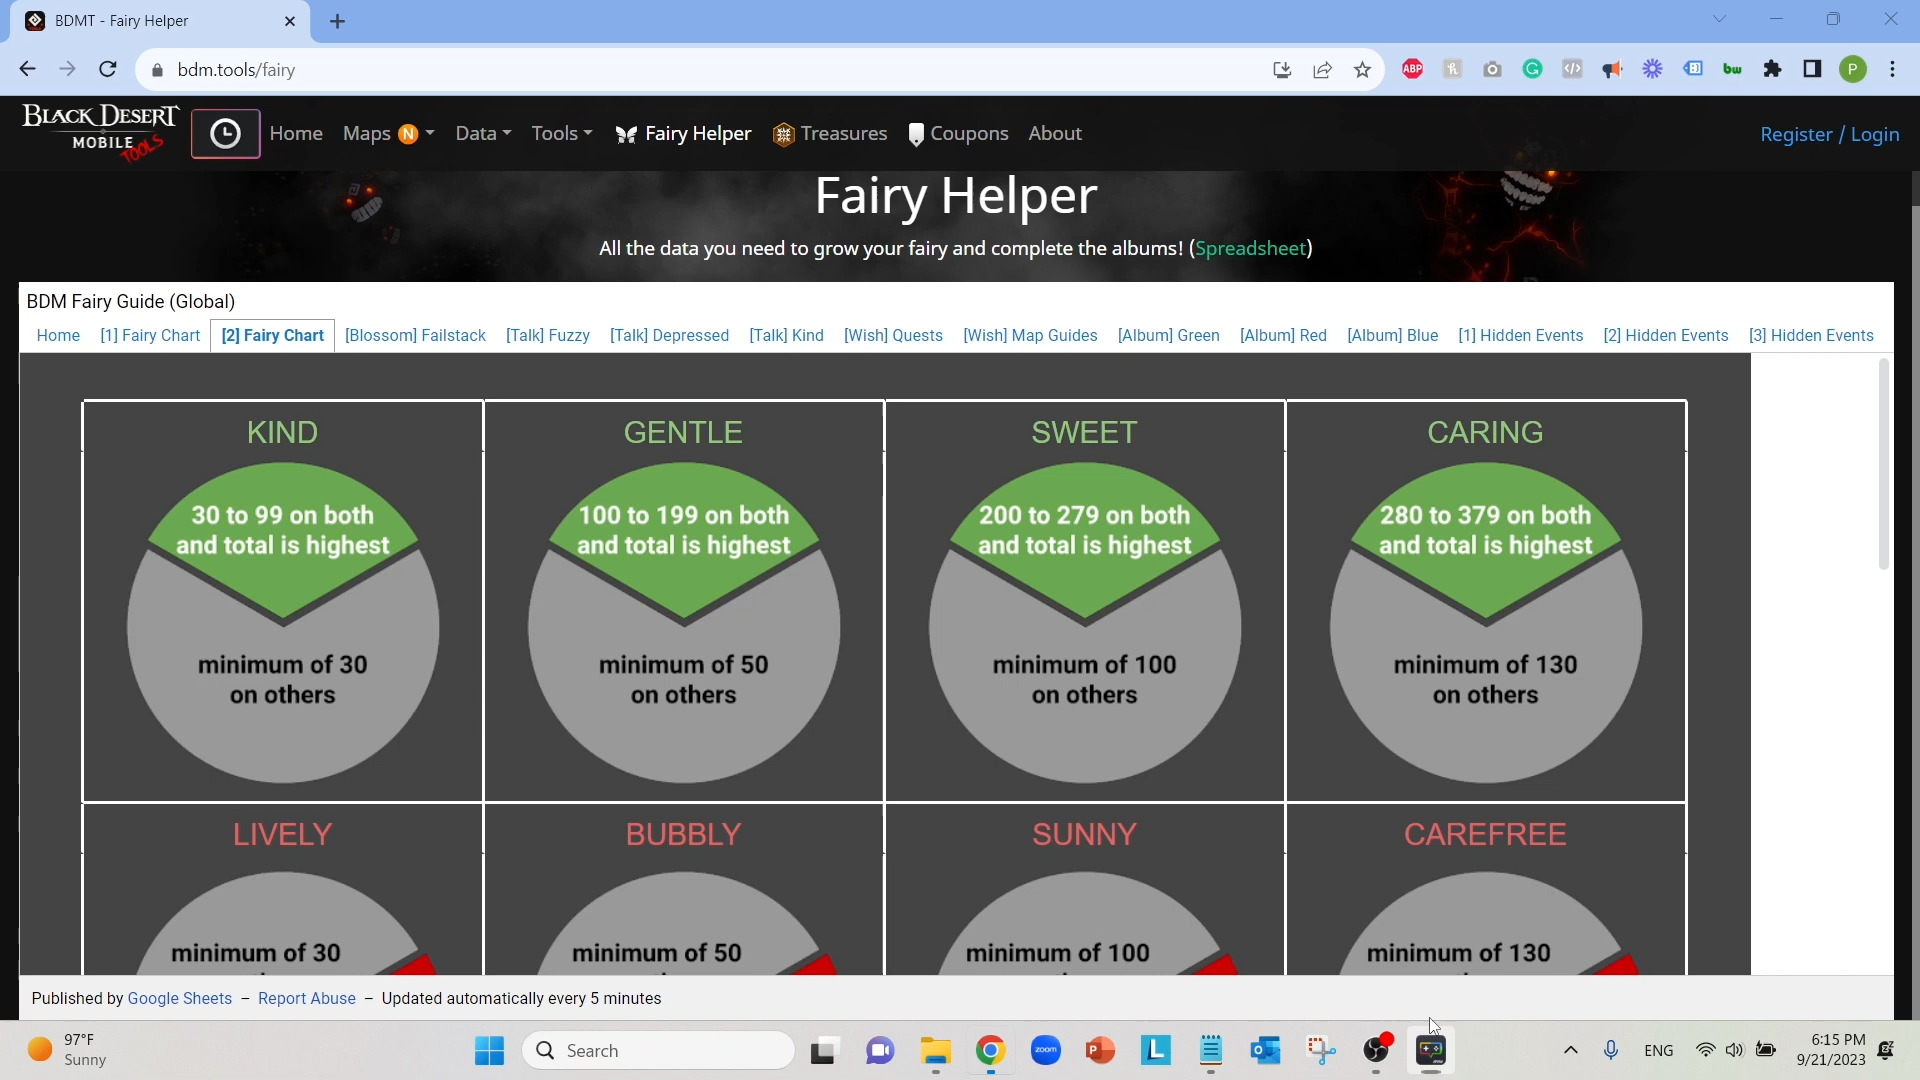 BDMT - Fairy Helper
bdm.tools/fairy
ABP
bw
P
BLACK DESERT
MOBILE
TOOLS
Home Maps N Data Tools Fairy Helper Treasures Coupons About
Register / Login
Fairy Helper
All the data you need to grow your fairy and complete the albums! (Spreadsheet)
BDM Fairy Guide (Global)
Home [1] Fairy Chart [2] Fairy Chart [Blossom] Failstack [Talk] Fuzzy [Talk] Depressed [Talk] Kind [Wish] Quests [Wish] Map Guides [Album] Green [Album] Red [Album] Blue [1] Hidden Events [2] Hidden Events [3] Hidden Events
KIND GENTLE SWEET CARING
30 to 99 on both
and total is highest
minimum of 30
on others
100 to 199 on both
and total is highest
minimum of 50
on others
200 to 279 on both
and total is highest
minimum of 100
on others
280 to 379 on both
and total is highest
minimum of 130
on others
LIVELY BUBBLY SUNNY CAREFREE
minimum of 30
minimum of 50
minimum of 100
minimum of 130
Published by Google Sheets – Report Abuse – Updated automatically every 5 minutes
97°F
Sunny
Search
zoom
P
L
ENG
6:15 PM
9/21/2023